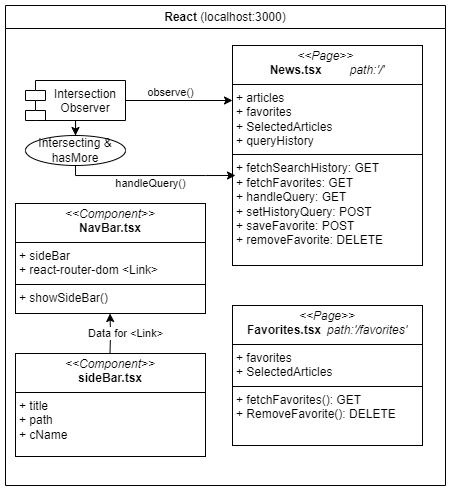 React (localhost:3000)
Intersection
Observer
observe()
Intersecting &
hasMore
handleQuery()
<<Page>>
News.tsx path:'/'
+ articles
+ favorites
+ SelectedArticles
+ queryHistory
+ fetchSearchHistory: GET
+ fetchFavorites: GET
+ handleQuery: GET
+ setHistoryQuery: POST
+ saveFavorite: POST
+ removeFavorite: DELETE
<<Component>>
NavBar.tsx
+ sideBar
+ react-router-dom <Link>
+ showSideBar()
Data for <Link>
<<Component>>
sideBar.tsx
+ title
+ path
+ cName
<<Page>>
Favorites.tsx path:'/favorites'
+ favorites
+ SelectedArticles
+ fetchFavorites(): GET
+ RemoveFavorite(): DELETE